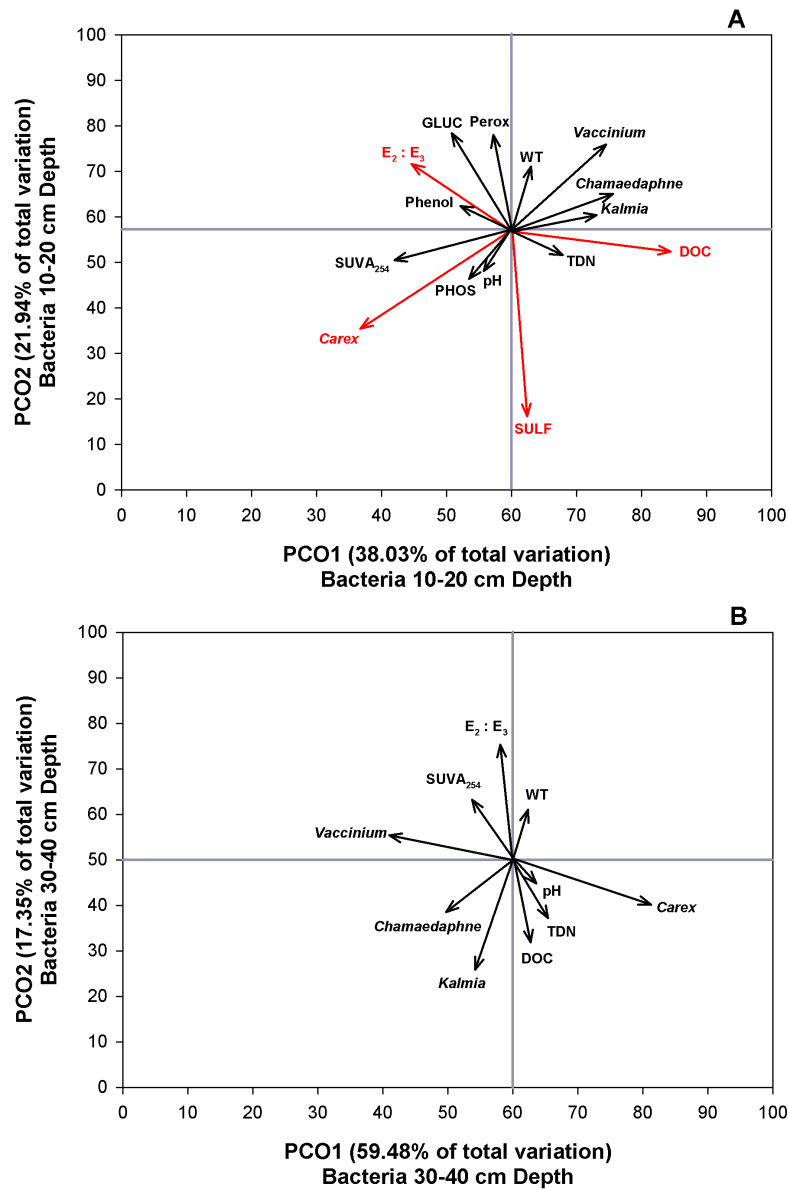 A
100
90
80
70
60
50
40
30
20
10
0
PCO2 (21.94% of total variation)
Bacteria 10-20 cm Depth
GLUC
Perox
Vaccinium
E₂ : E₃
WT
Chamaedaphne
Phenol
Kalmia
SUVA₂₅₄
TDN
DOC
PHOS
pH
Carex
SULF
0 10 20 30 40 50 60 70 80 90 100
PCO1 (38.03% of total variation)
Bacteria 10-20 cm Depth
B
100
90
80
70
60
50
40
30
20
10
0
PCO2 (17.35% of total variation)
Bacteria 30-40 cm Depth
E₂ : E₃
SUVA₂₅₄
WT
Vaccinium
pH
Carex
Chamaedaphne
TDN
DOC
Kalmia
0 10 20 30 40 50 60 70 80 90 100
PCO1 (59.48% of total variation)
Bacteria 30-40 cm Depth